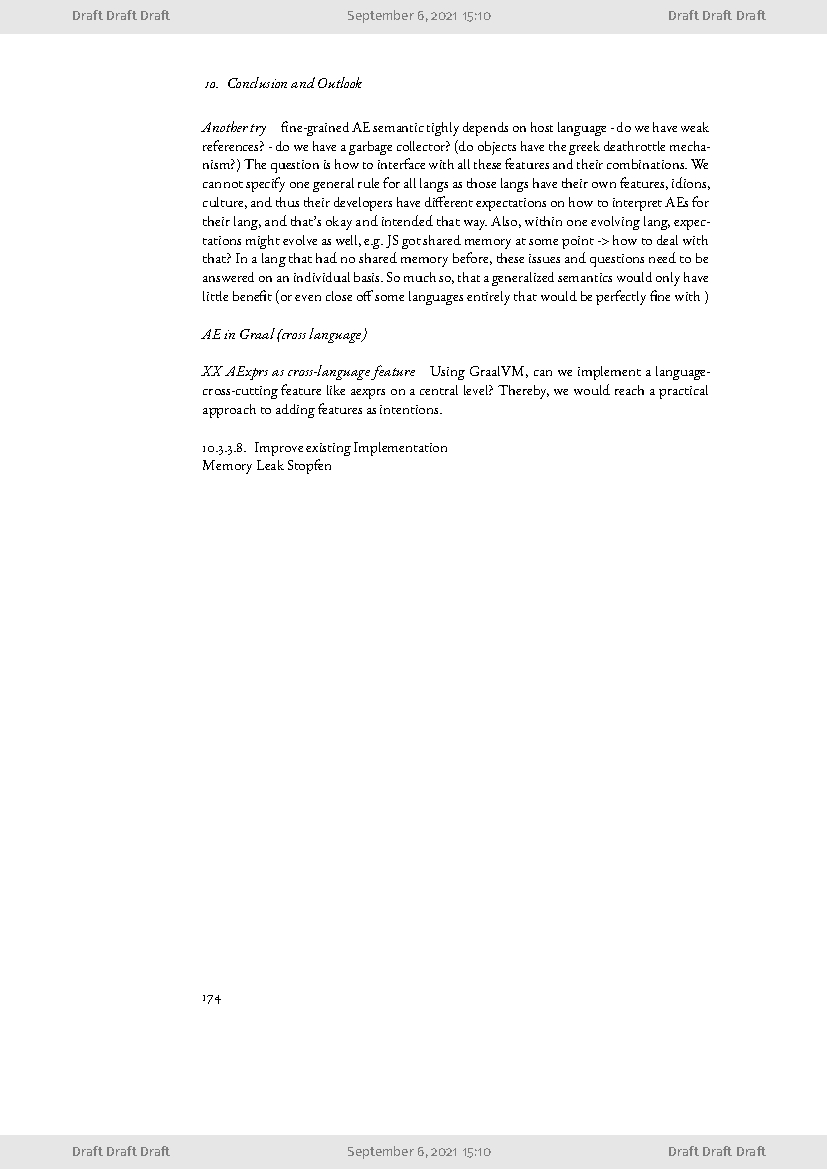 Draft Draft Draft September 6, 2021 15:10 Draft Draft Draft
10. Conclusion and Outlook
Another try fine-grained AE semantic tighly depends on host language - do we have weak
references? - do we have a garbage collector? (do objects have the greek deathrottle mecha-
nism?) The question is how to interface with all these features and their combinations. We
cannot specify one general rule for all langs as those langs have their own features, idions,
culture, and thus their developers have different expectations on how to interpret AEs for
their lang, and that's okay and intended that way. Also, within one evolving lang, expec-
tations might evolve as well, e.g. JS got shared memory at some point -> how to deal with
that? In a lang that had no shared memory before, these issues and questions need to be
answered on an individual basis. So much so, that a generalized semantics would only have
little benefit (or even close off some languages entirely that would be perfectly fine with )
AE in Graal (cross language)
XX AExprs as cross-language feature Using GraalVM, can we implement a language-
cross-cutting feature like aexprs on a central level? Thereby, we would reach a practical
approach to adding features as intentions.
10.3.3.8. Improve existing Implementation
Memory Leak Stopfen
174
Draft Draft Draft September 6, 2021 15:10 Draft Draft Draft